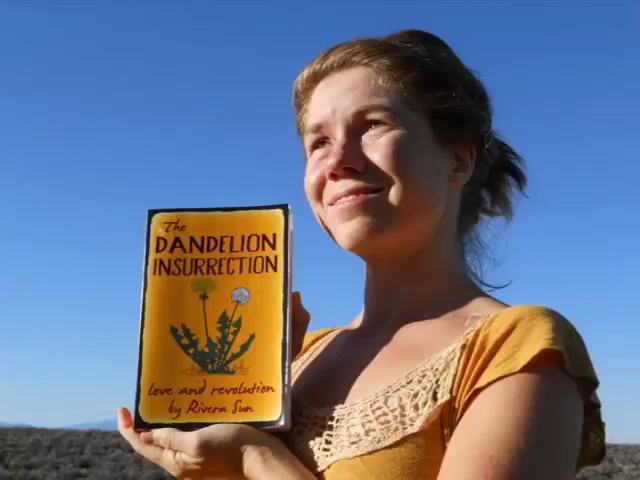 The
DANDELION
INSURRECTION
love and revolution
by Rivera Sun